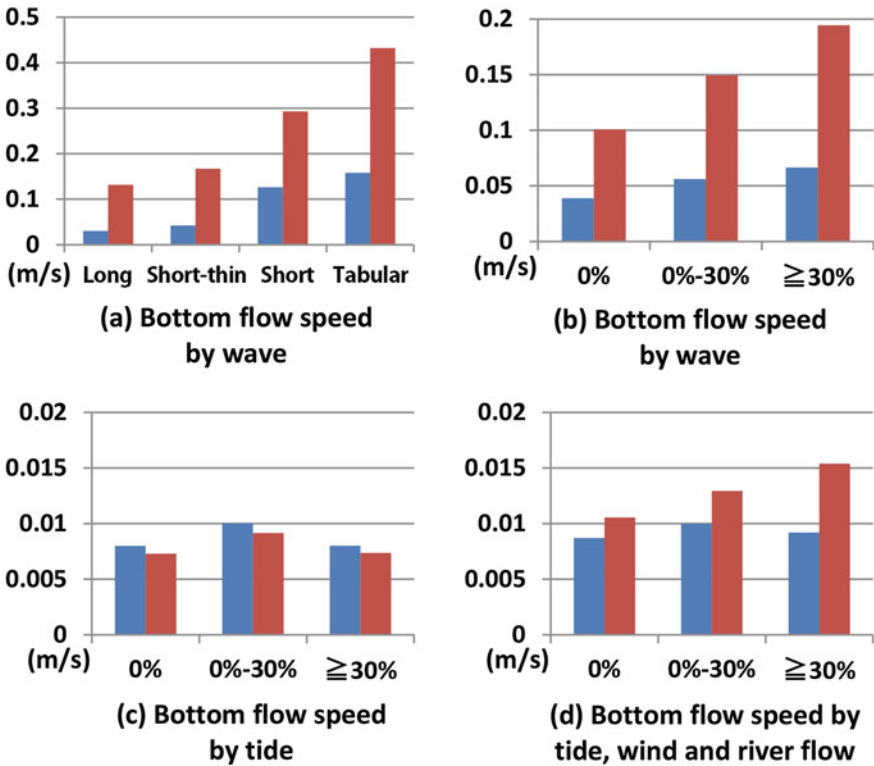 0.5
0.4
0.3
0.2
0.1
0
(m/s)
Long Short-thin Short Tabular
(a) Bottom flow speed
by wave
0.2
0.15
0.1
0.05
0
(m/s)
0% 0%-30% ≧30%
(b) Bottom flow speed
by wave
0.02
0.015
0.01
0.005
0
(m/s)
0% 0%-30% ≧30%
(c) Bottom flow speed
by tide
0.02
0.015
0.01
0.005
0
(m/s)
0% 0%-30% ≧30%
(d) Bottom flow speed by
tide, wind and river flow